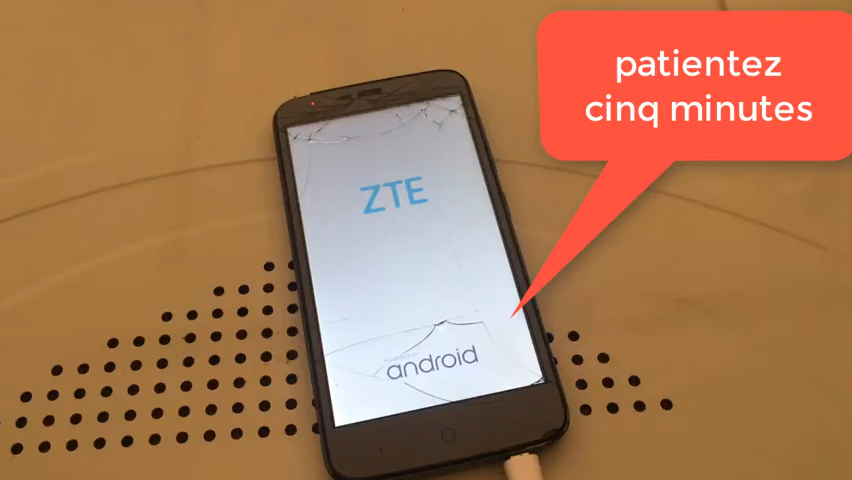 patientez
cinq minutes
ZTE
android